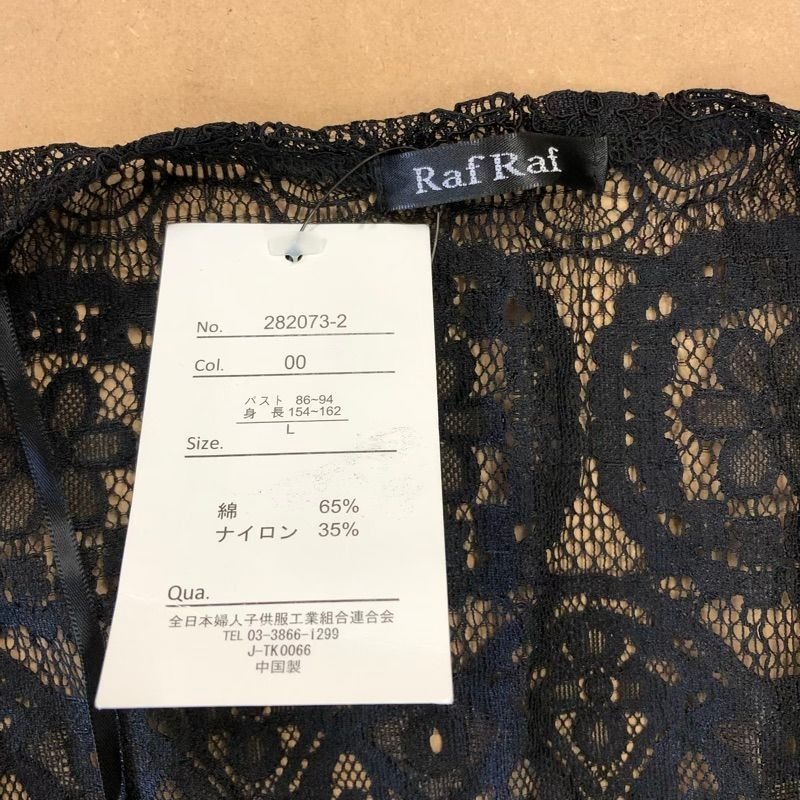 Raf Raf
No. 282073-2
Col. 00
バスト 86~94
身 長 154~162
L
Size.
綿 65%
ナイロン 35%
Qua.
全日本婦人子供服工業組合連合会
TEL 03-3866-1299
J-TK0066
中国製